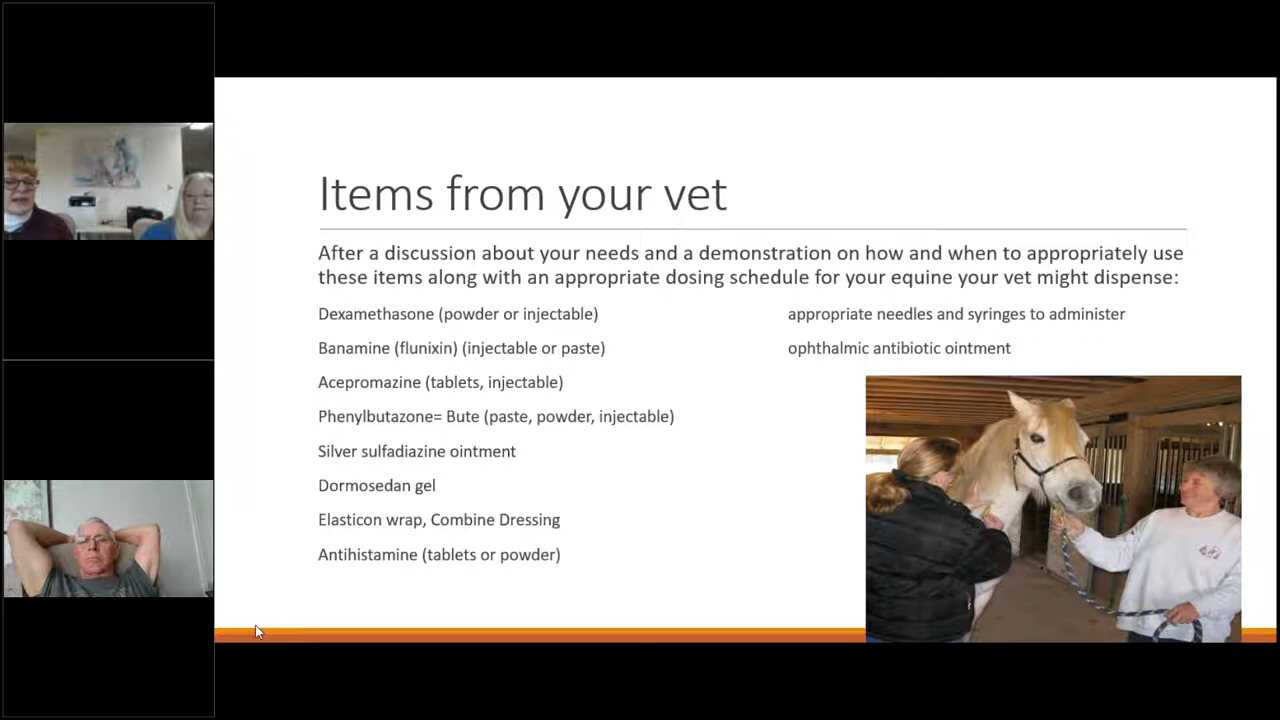 Items from your vet
After a discussion about your needs and a demonstration on how and when to appropriately use
these items along with an appropriate dosing schedule for your equine your vet might dispense:
Dexamethasone (powder or injectable)
Banamine (flunixin) (injectable or paste)
Acepromazine (tablets, injectable)
Phenylbutazone= Bute (paste, powder, injectable)
Silver sulfadiazine ointment
Dormosedan gel
Elasticon wrap, Combine Dressing
Antihistamine (tablets or powder)
appropriate needles and syringes to administer
ophthalmic antibiotic ointment